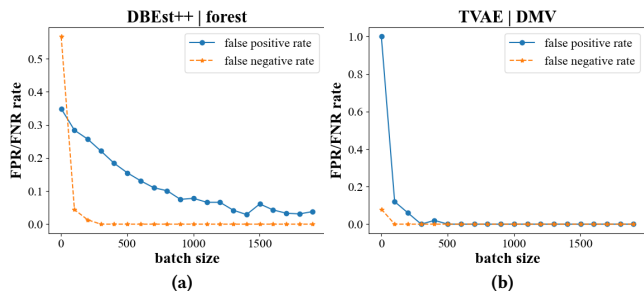 DBEst++ | forest
false positive rate
false negative rate
FPR/FNR rate
0.5
0.4
0.3
0.2
0.1
0.0
0
500
1000
1500
batch size
(a)
TVAE | DMV
false positive rate
false negative rate
FPR/FNR rate
1.0
0.8
0.6
0.4
0.2
0.0
0
500
1000
1500
batch size
(b)